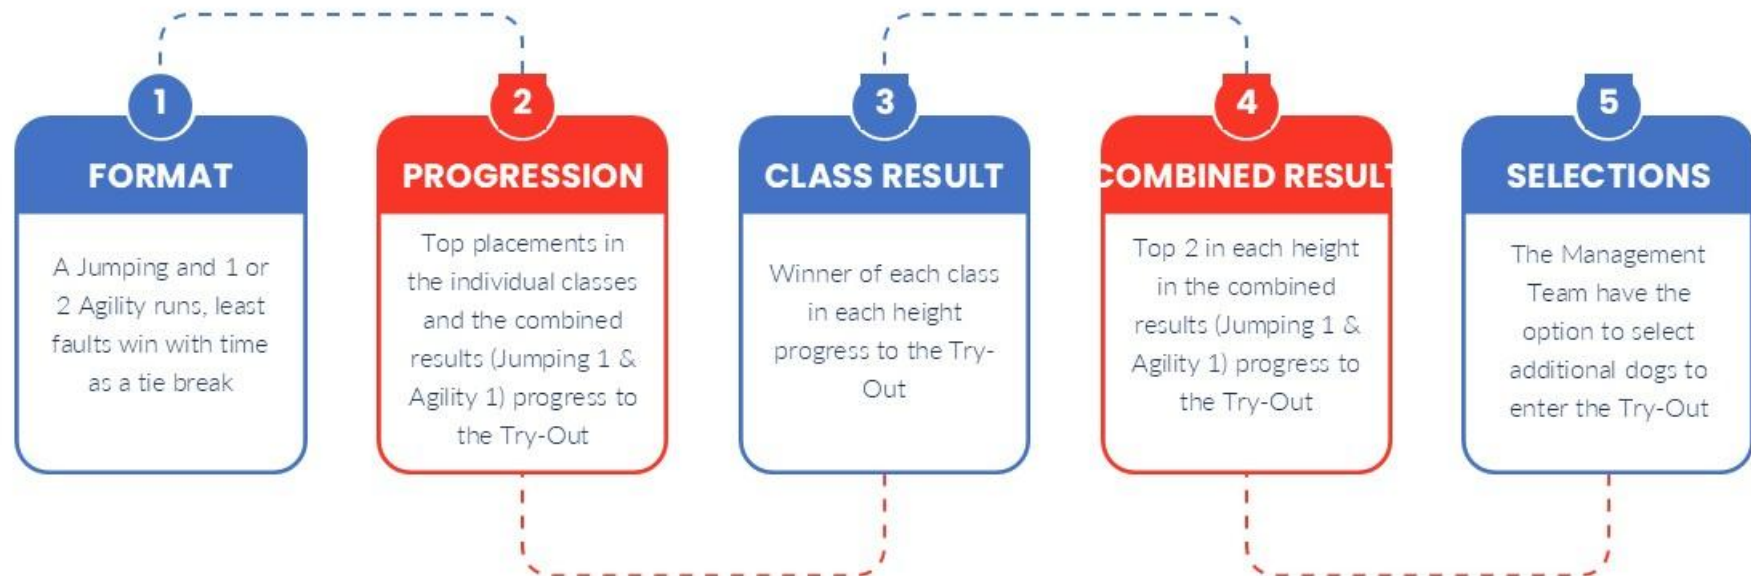 1
FORMAT
A Jumping and 1 or
2 Agility runs, least
faults win with time
as a tie break
2
PROGRESSION
Top placements in
the individual classes
and the combined
results (Jumping 1 &
Agility 1) progress to
the Try-Out
3
CLASS RESULT
Winner of each class
in each height
progress to the Try-
Out
4
COMBINED RESULT
Top 2 in each height
in the combined
results (Jumping 1 &
Agility 1) progress to
the Try-Out
5
SELECTIONS
The Management
Team have the
option to select
additional dogs to
enter the Try-Out